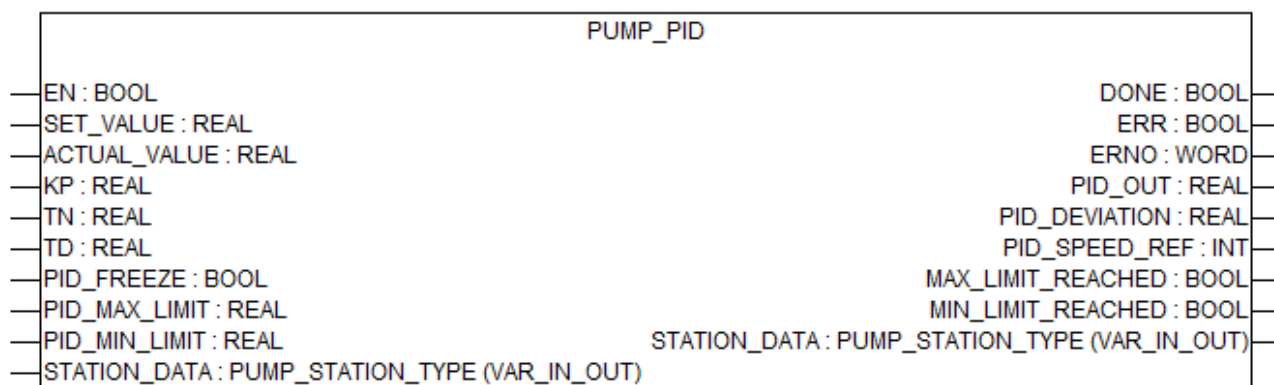 PUMP_PID
EN : BOOL
DONE : BOOL
SET_VALUE : REAL
ERR : BOOL
ACTUAL_VALUE : REAL
ERNO : WORD
KP : REAL
PID_OUT : REAL
TN : REAL
PID_DEVIATION : REAL
TD : REAL
PID_SPEED_REF : INT
PID_FREEZE : BOOL
MAX_LIMIT_REACHED : BOOL
PID_MAX_LIMIT : REAL
MIN_LIMIT_REACHED : BOOL
PID_MIN_LIMIT : REAL
STATION_DATA : PUMP_STATION_TYPE (VAR_IN_OUT)
STATION_DATA : PUMP_STATION_TYPE (VAR_IN_OUT)